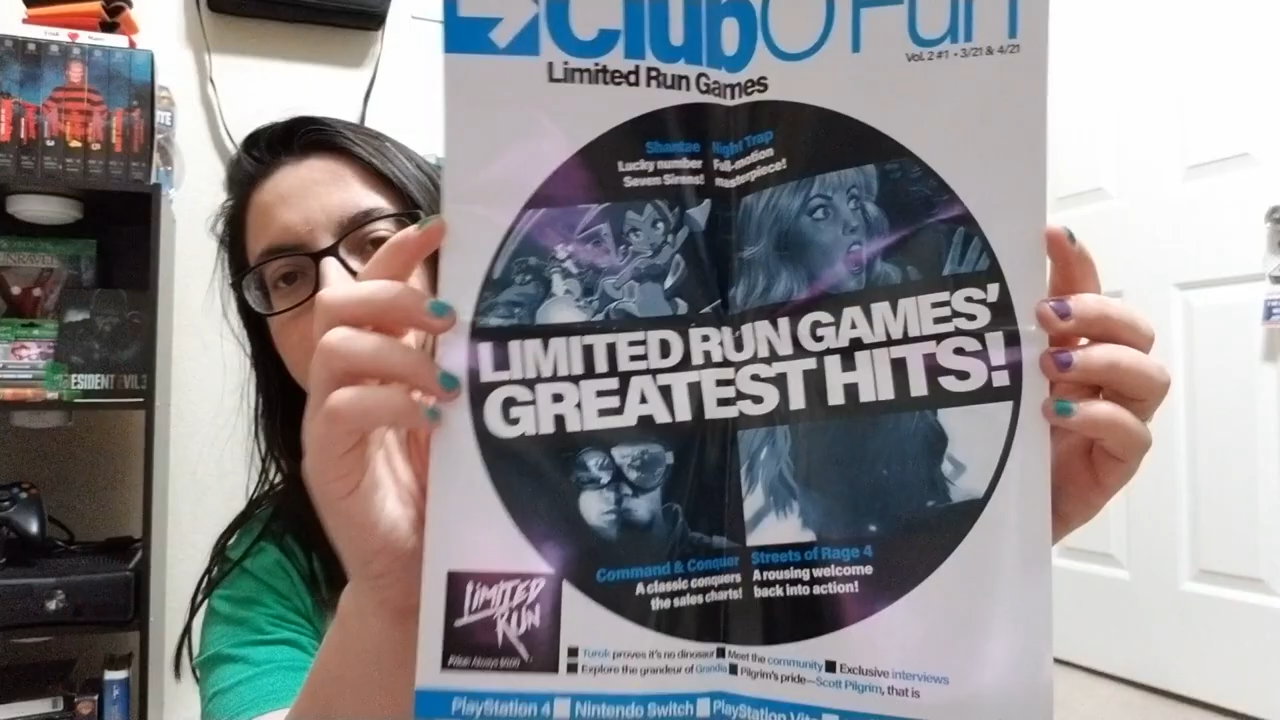 Club O' Fun
Vol. 2 #1 • 3/21 & 4/21
Limited Run Games
Shantae
Lucky number
Seven Sirens!
Night Trap
Full-motion
masterpiece!
LIMITED RUN GAMES'
GREATEST HITS!
Command & Conquer
A classic conquers
the sales charts!
Streets of Rage 4
A rousing welcome
back into action!
LIMITED
RUN
Turok proves it's no dinosaur ■ Meet the community ■ Exclusive interviews
Explore the grandeur of Grandia ■ Pilgrim's pride—Scott Pilgrim, that is
PlayStation 4 ■ Nintendo Switch ■ PlayStation Vita
UNRAVEL
RESIDENT EVIL 3